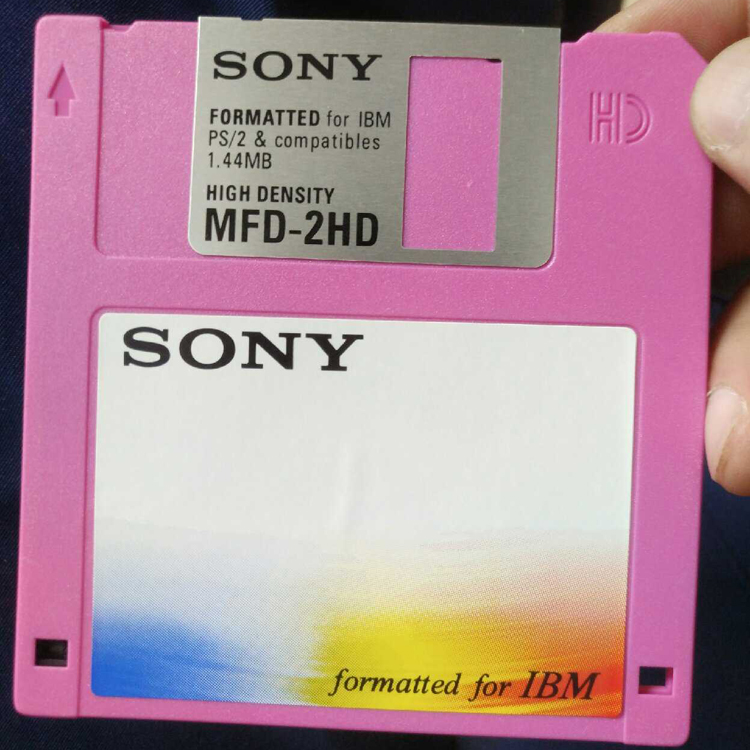 SONY
FORMATTED for IBM
PS/2 & compatibles
1.44MB
HIGH DENSITY
MFD-2HD
HD
SONY
formatted for IBM